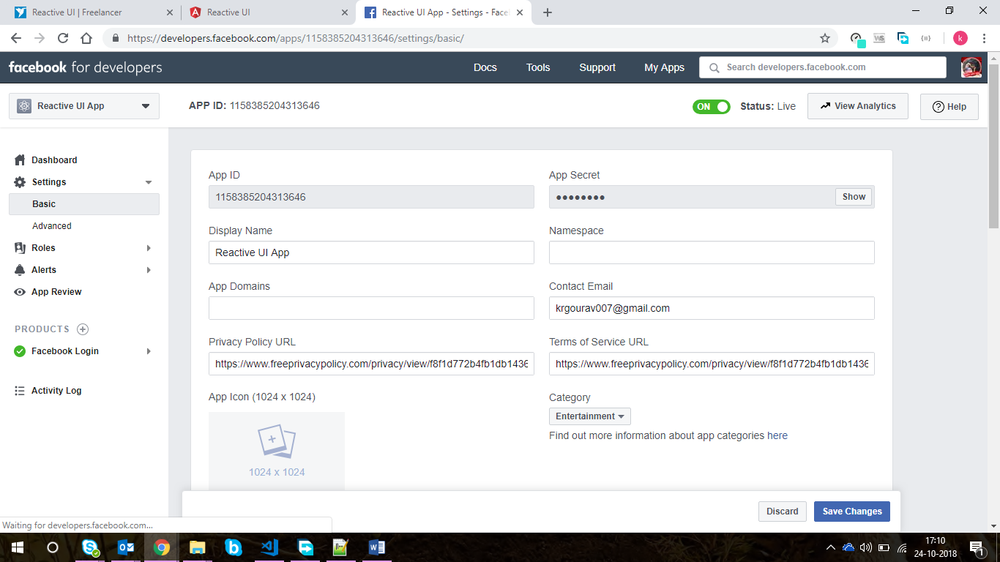 Reactive UI | Freelancer
Reactive UI
Reactive UI App - Settings - Face
https://developers.facebook.com/apps/1158385204313646/settings/basic/
facebook for developers
Docs
Tools
Support
My Apps
Search developers.facebook.com
Reactive UI App
APP ID: 1158385204313646
ON
Status: Live
View Analytics
Help
Dashboard
Settings
Basic
Advanced
Roles
Alerts
App Review
PRODUCTS
Facebook Login
Activity Log
App ID
1158385204313646
App Secret
Show
Display Name
Reactive UI App
Namespace
App Domains
Contact Email
krgourav007@gmail.com
Privacy Policy URL
https://www.freeprivacypolicy.com/privacy/view/f8f1d772b4fb1db1436
Terms of Service URL
https://www.freeprivacypolicy.com/privacy/view/f8f1d772b4fb1db1436
App Icon (1024 x 1024)
1024 x 1024
Category
Entertainment
Find out more information about app categories here
Discard
Save Changes
Waiting for developers.facebook.com...
17:10
24-10-2018